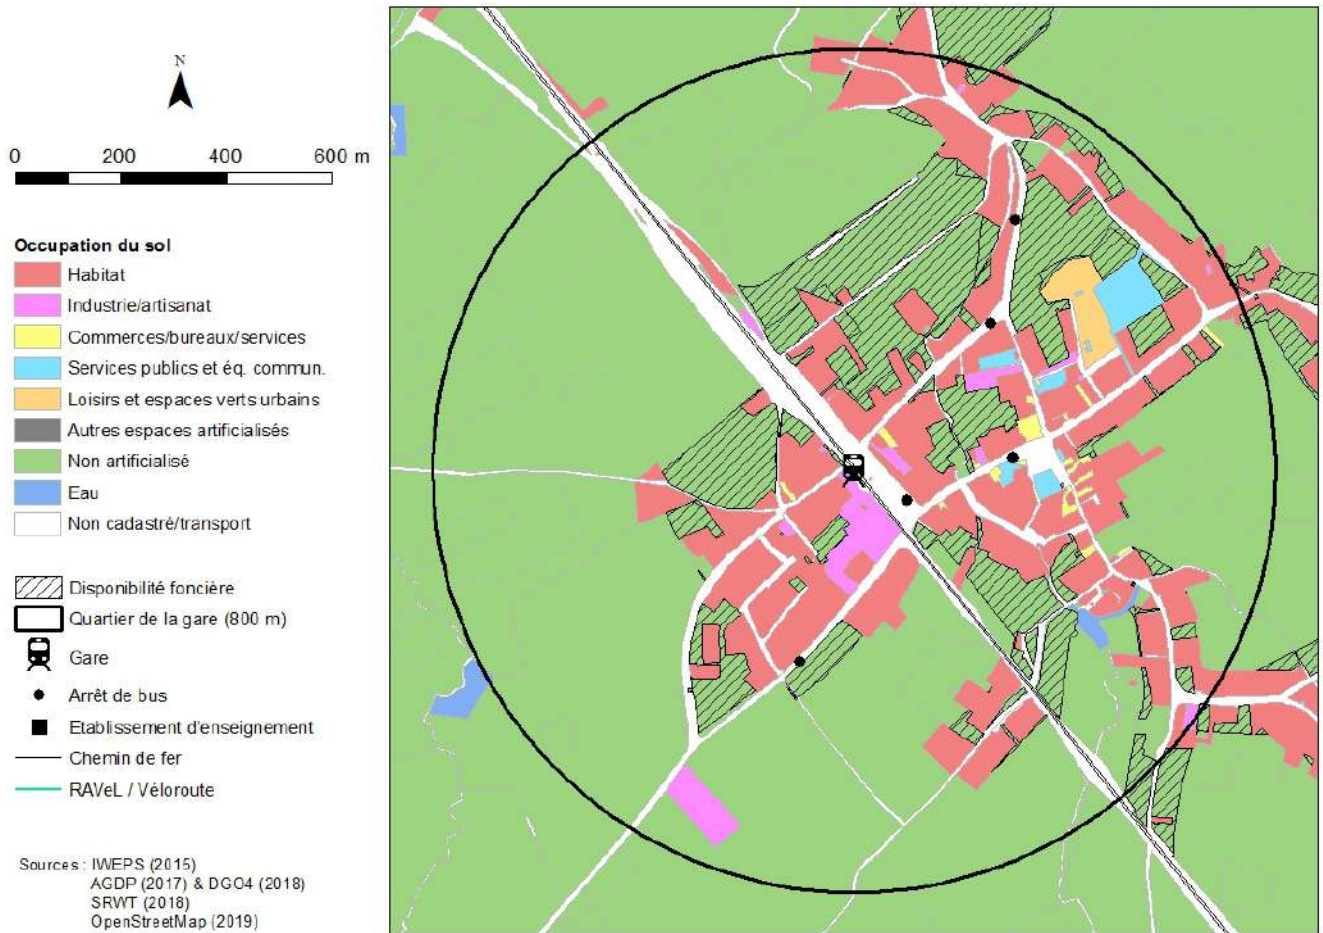 N
0 200 400 600 m
Occupation du sol
Habitat
Industrie/artisanat
Commerces/bureaux/services
Services publics et éq. commun.
Loisirs et espaces verts urbains
Autres espaces artificialisés
Non artificialisé
Eau
Non cadastré/transport
Disponibilité foncière
Quartier de la gare (800 m)
Gare
Arrêt de bus
Etablissement d'enseignement
Chemin de fer
RAVeL / Véloroute
Sources : IWEPS (2015)
AGDP (2017) & DGO4 (2018)
SRWT (2018)
OpenStreetMap (2019)